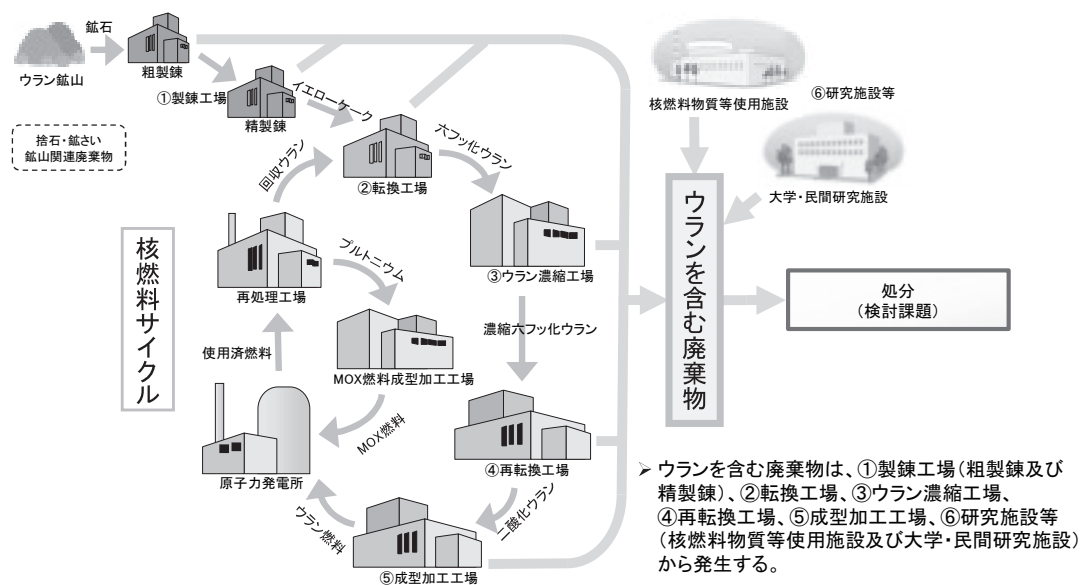 鉱石
ウラン鉱山
粗製錬
①製錬工場
精製錬
イエローケーク
捨石・鉱さい
鉱山関連廃棄物
回収ウラン
②転換工場
六フッ化ウラン
核燃料物質等使用施設
⑥研究施設等
大学・民間研究施設
核燃料サイクル
再処理工場
プルトニウム
③ウラン濃縮工場
ウランを含む廃棄物
処分
(検討課題)
使用済燃料
MOX燃料成型加工工場
濃縮六フッ化ウラン
MOX燃料
原子力発電所
④再転換工場
ウラン燃料
二酸化ウラン
⑤成型加工工場
➢ ウランを含む廃棄物は、①製錬工場(粗製錬及び
精製錬)、②転換工場、③ウラン濃縮工場、
④再転換工場、⑤成型加工工場、⑥研究施設等
(核燃料物質等使用施設及び大学・民間研究施設)
から発生する。